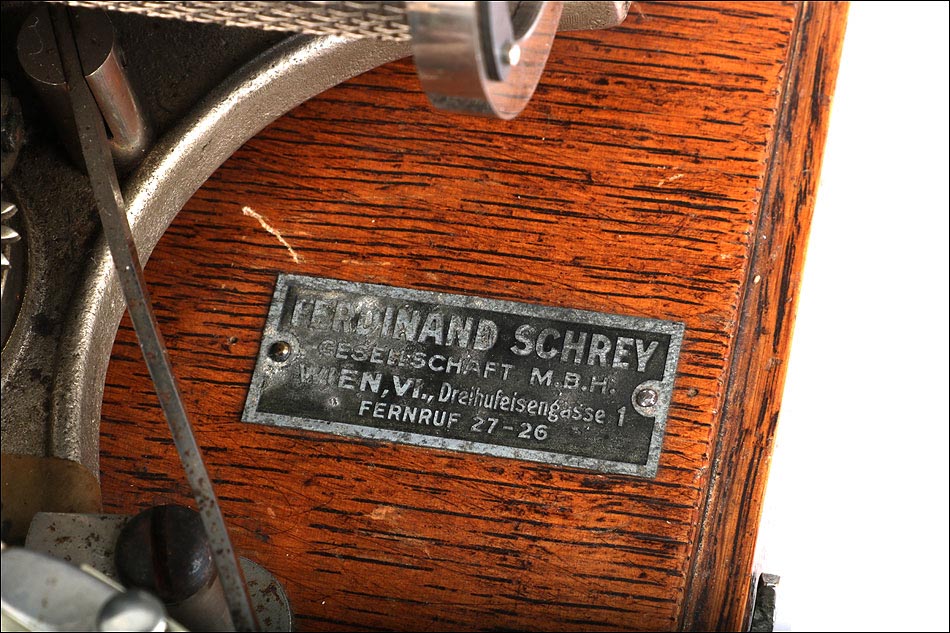 FERDINAND SCHREY
GESELLSCHAFT M.B.H.
WIEN, VI., Dreihufeisengasse 1
FERNRUF 27-26